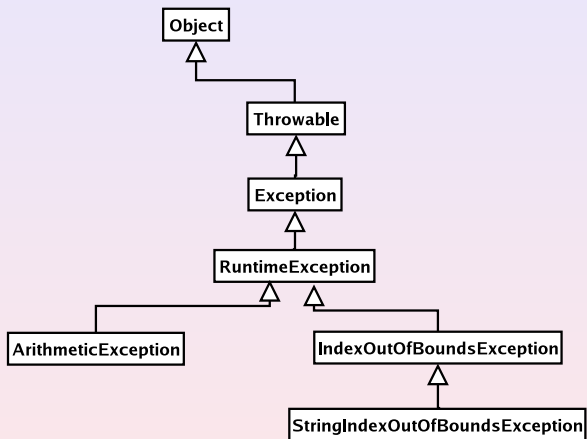 Object
Throwable
Exception
RuntimeException
ArithmeticException
IndexOutOfBoundsException
StringIndexOutOfBoundsException